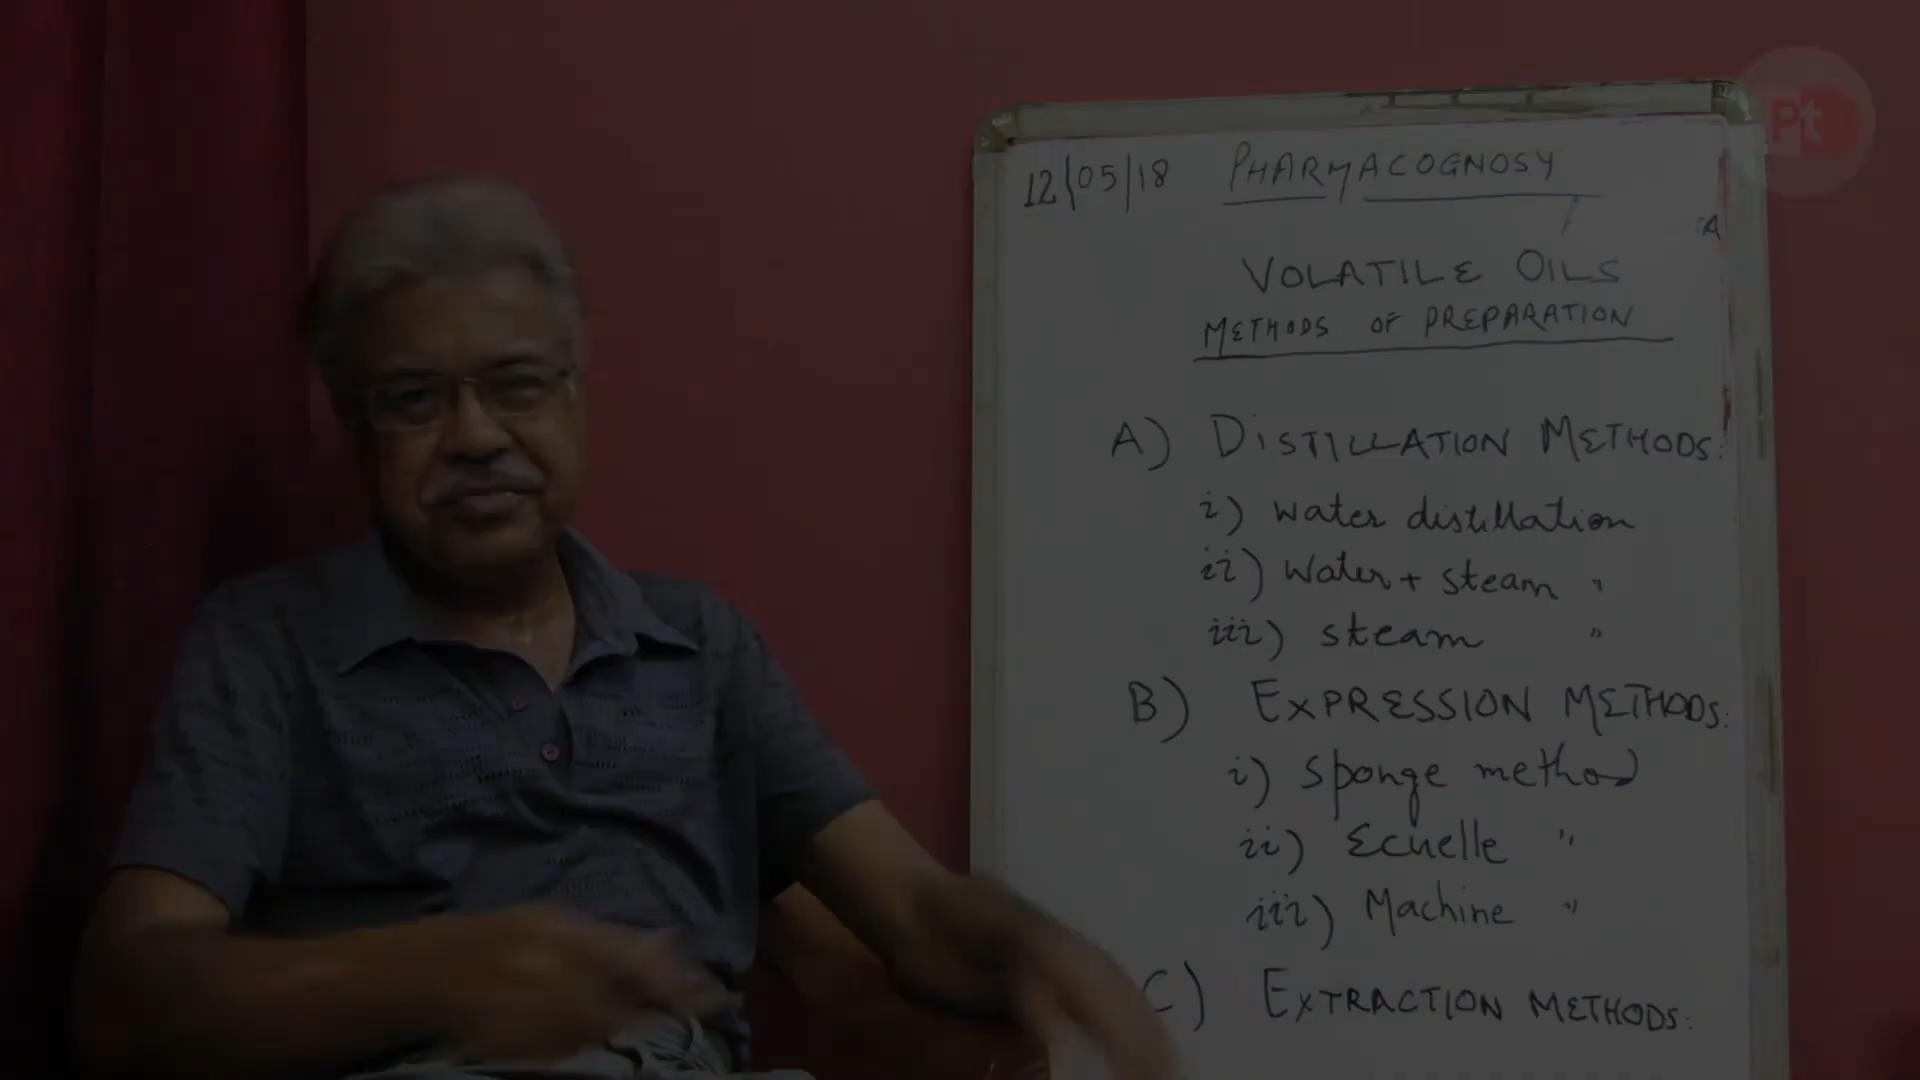 Pt
12/05/18 PHARMACOGNOSY
A
VOLATILE OILS
METHODS OF PREPARATION
A) DISTILLATION METHODS:
i) water distillation
ii) Water + steam "
iii) steam "
B) EXPRESSION METHODS:
i) Sponge method
ii) Ecuelle "
iii) Machine "
C) EXTRACTION METHODS: